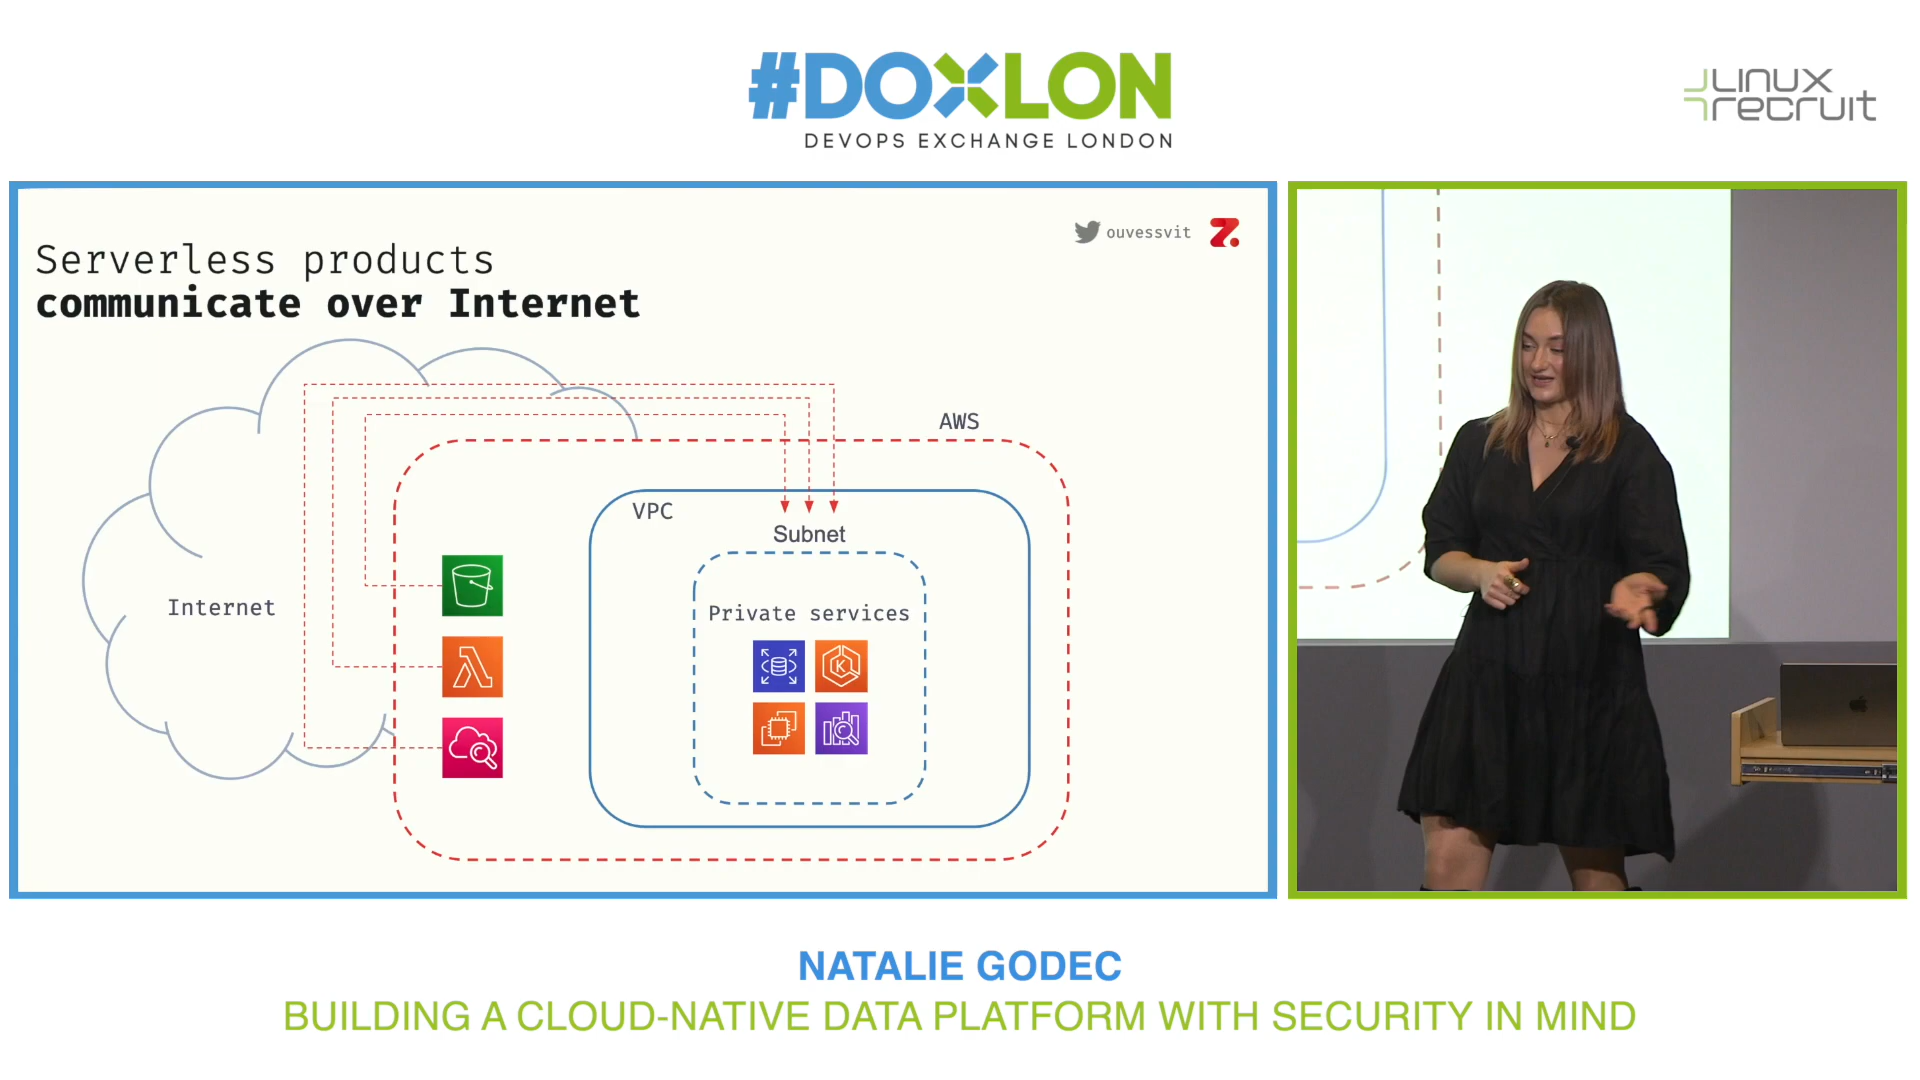 #DOXLON
DEVOPS EXCHANGE LONDON
LINUX
recruit
ouvessvit
Serverless products
communicate over Internet
AWS
VPC
Subnet
Internet
Private services
K
NATALIE GODEC
BUILDING A CLOUD-NATIVE DATA PLATFORM WITH SECURITY IN MIND